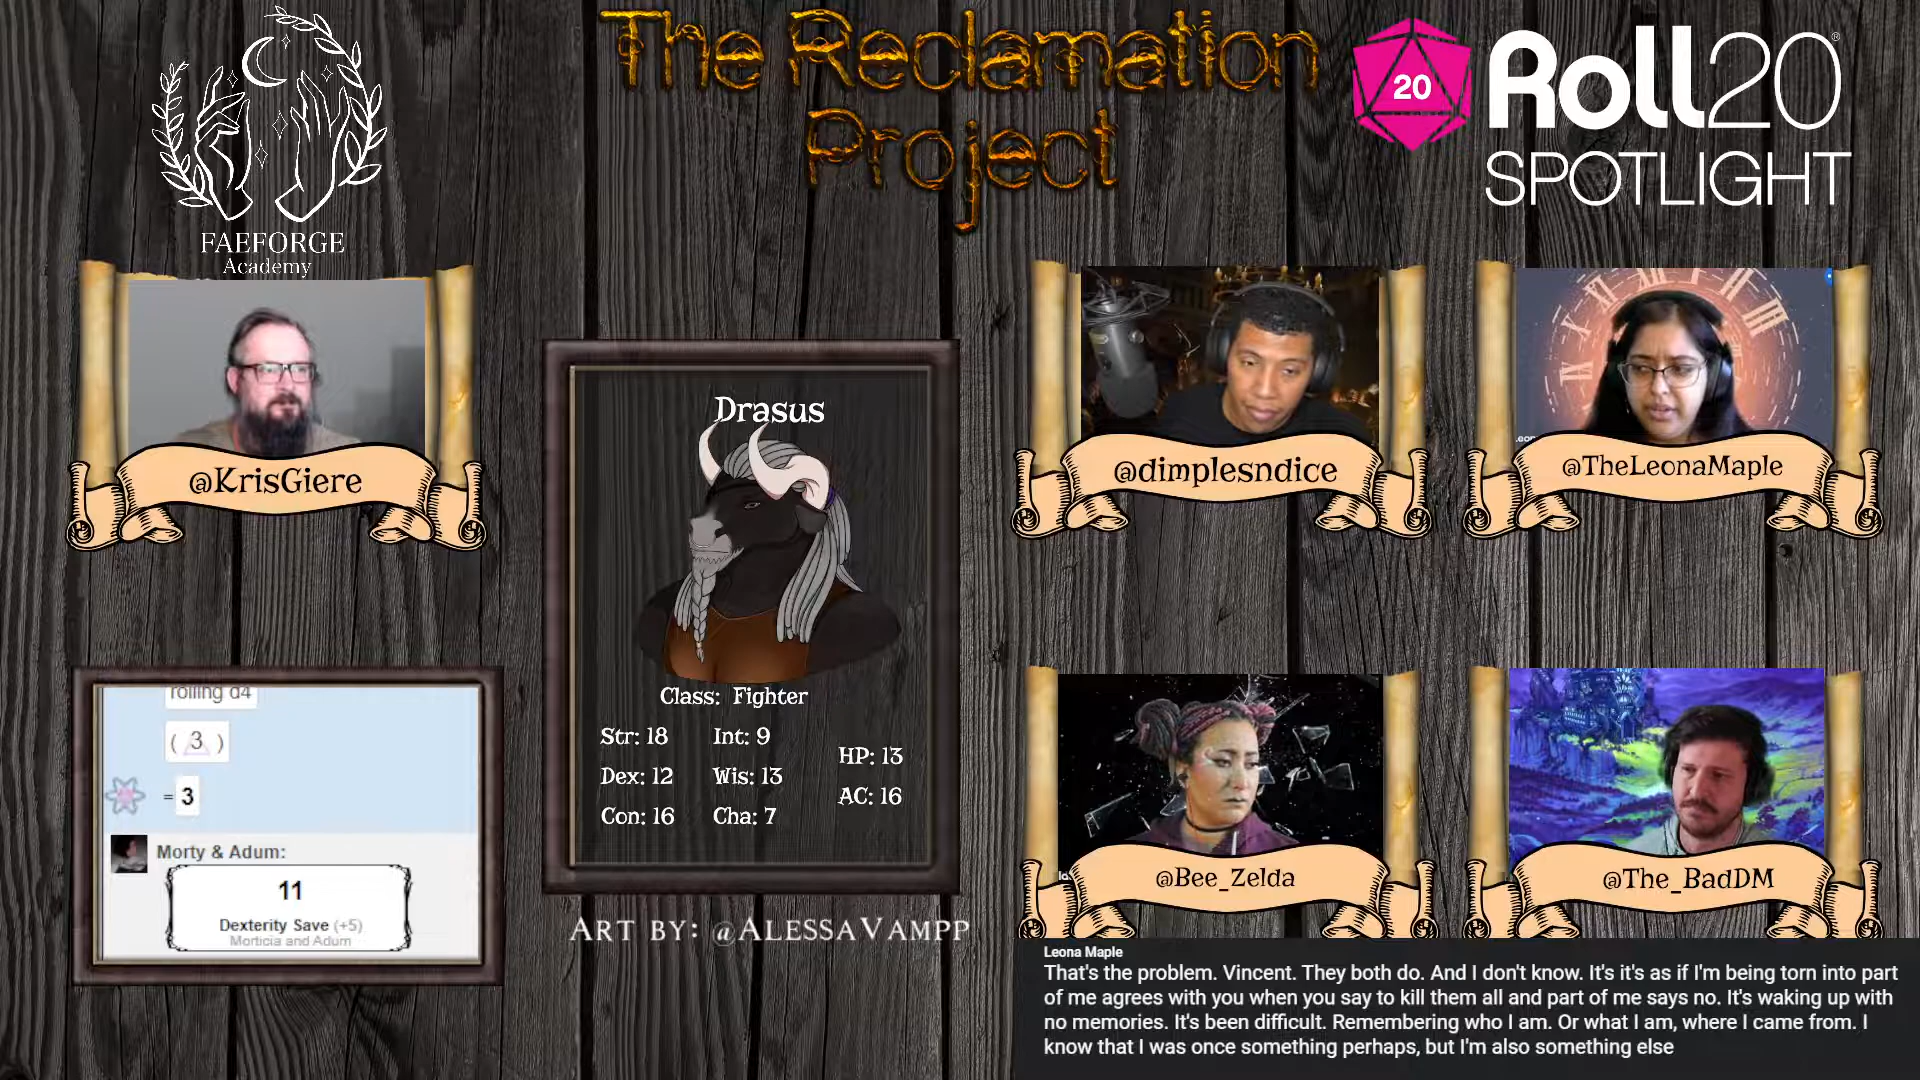 The Reclamation
Project
20
Roll20®
SPOTLIGHT
FAEFORGE
Academy
@KrisGiere
Drasus
Class: Fighter
Str: 18 Int: 9
HP: 13
Dex: 12 Wis: 13
AC: 16
Con: 16 Cha: 7
ART BY: @ALESSAVAMPP
@dimplesndice
@TheLeonaMaple
@Bee_Zelda
@The_BadDM
rolling d4
( 3 )
= 3
Morty & Adum:
11
Dexterity Save (+5)
Morticia and Adum
Leona Maple
That's the problem. Vincent. They both do. And I don't know. It's it's as if I'm being torn into part
of me agrees with you when you say to kill them all and part of me says no. It's waking up with
no memories. It's been difficult. Remembering who I am. Or what I am, where I came from. I
know that I was once something perhaps, but I'm also something else